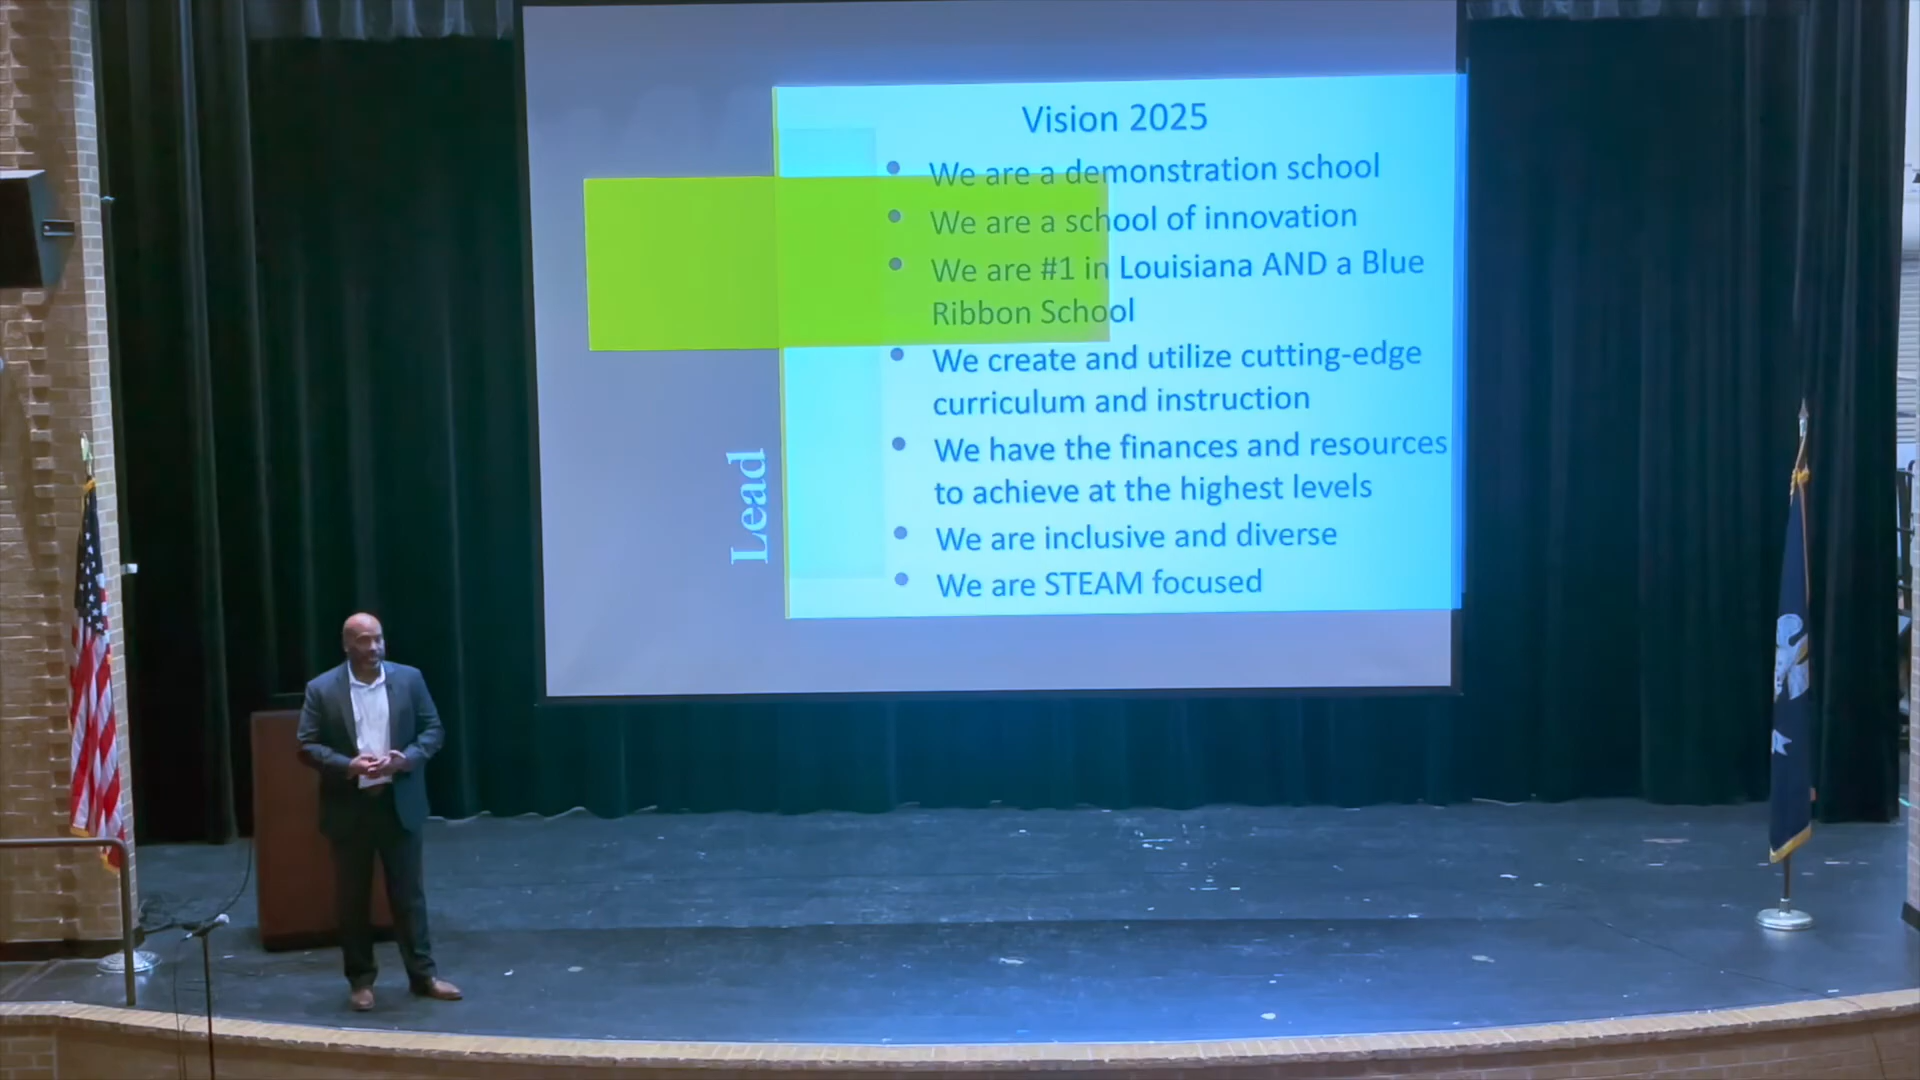 Vision 2025
• We are a demonstration school
• We are a school of innovation
• We are #1 in Louisiana AND a Blue
Ribbon School
• We create and utilize cutting-edge
curriculum and instruction
• We have the finances and resources
to achieve at the highest levels
• We are inclusive and diverse
• We are STEAM focused
Lead